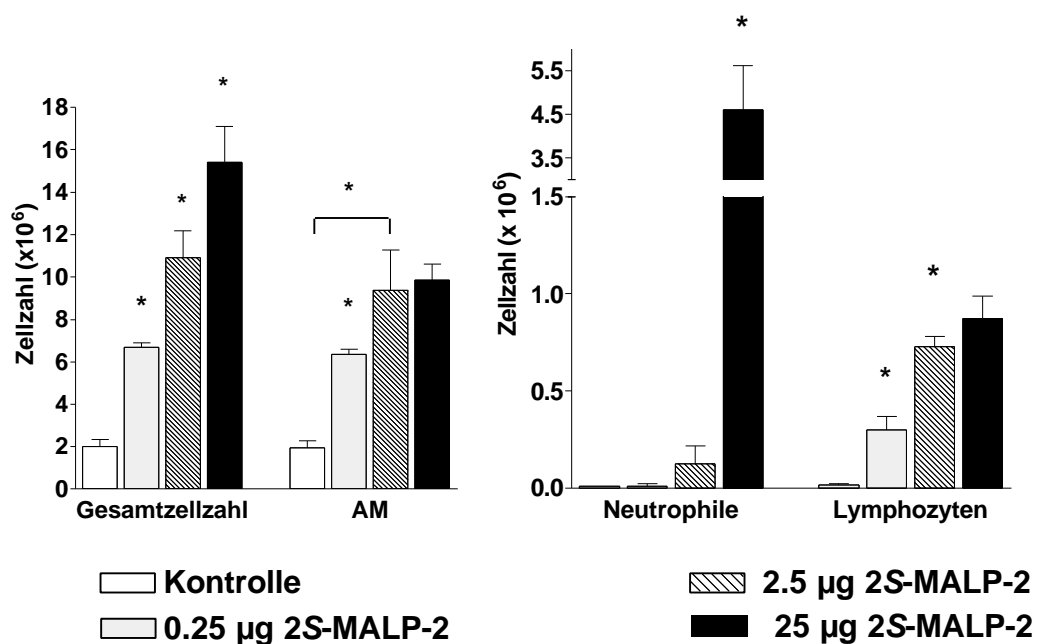 Zellzahl (x10⁶)
18
16
14
12
10
8
6
4
2
0
*
*
*
*
*
Gesamtzellzahl
AM
Zellzahl (x 10⁶)
5.5
4.5
3.5
1.5
1.0
0.5
0.0
*
*
*
Neutrophile
Lymphozyten
Kontrolle
0.25 µg 2S-MALP-2
2.5 µg 2S-MALP-2
25 µg 2S-MALP-2